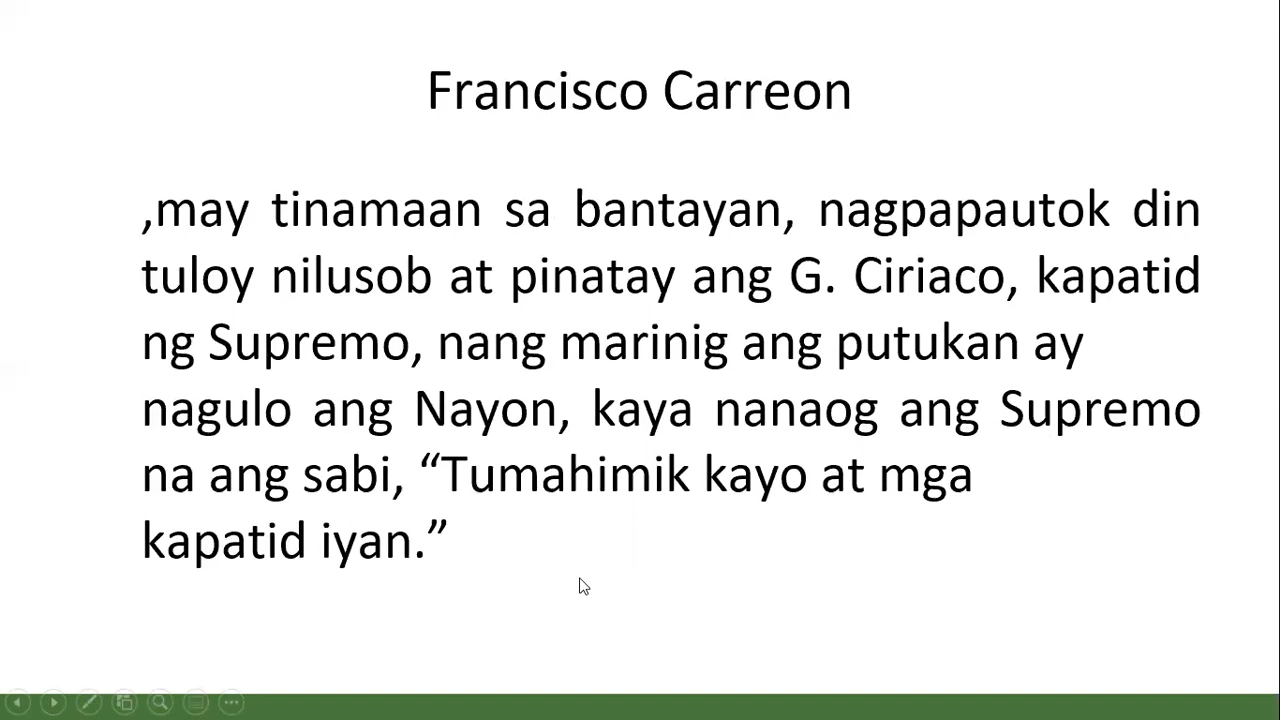 Francisco Carreon
,may tinamaan sa bantayan, nagpapautok din
tuloy nilusob at pinatay ang G. Ciriaco, kapatid
ng Supremo, nang marinig ang putukan ay
nagulo ang Nayon, kaya nanaog ang Supremo
na ang sabi, “Tumahimik kayo at mga
kapatid iyan.”